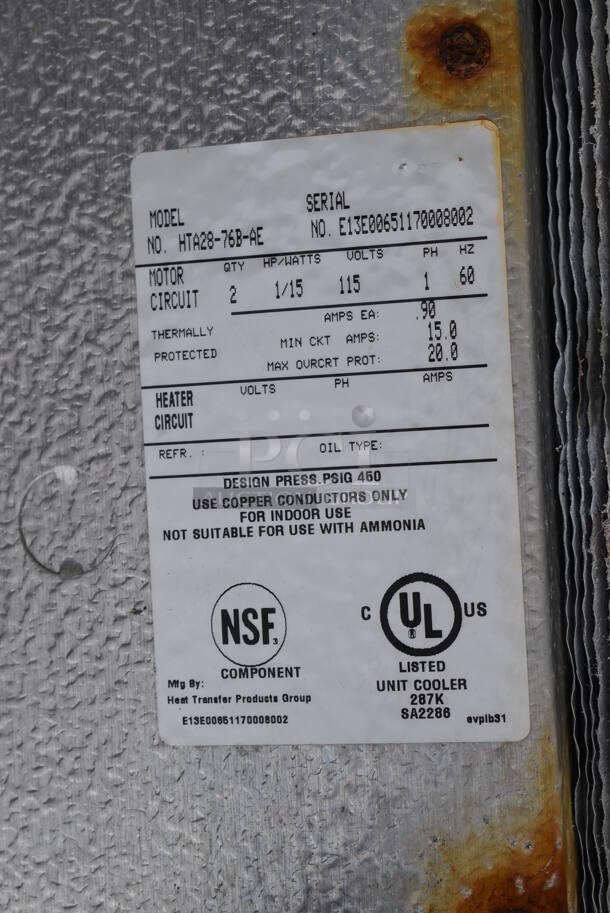 MODEL NO. HTA28-76B-AE
SERIAL NO. E13E00651170008002
MOTOR CIRCUIT
QTY HP/WATTS VOLTS PH HZ
2 1/15 115 1 60
THERMALLY PROTECTED
AMPS EA: .90
MIN CKT AMPS: 15.0
MAX OVRCRT PROT: 20.0
HEATER CIRCUIT
VOLTS PH AMPS
REFR. : OIL TYPE:
DESIGN PRESS.PSIG 450
USE COPPER CONDUCTORS ONLY
FOR INDOOR USE
NOT SUITABLE FOR USE WITH AMMONIA
NSF.
COMPONENT
C UL ® US
LISTED
UNIT COOLER
287K
SA2286
Mfg By:
Heat Transfer Products Group
E13E00651170008002
evplb31
PCI